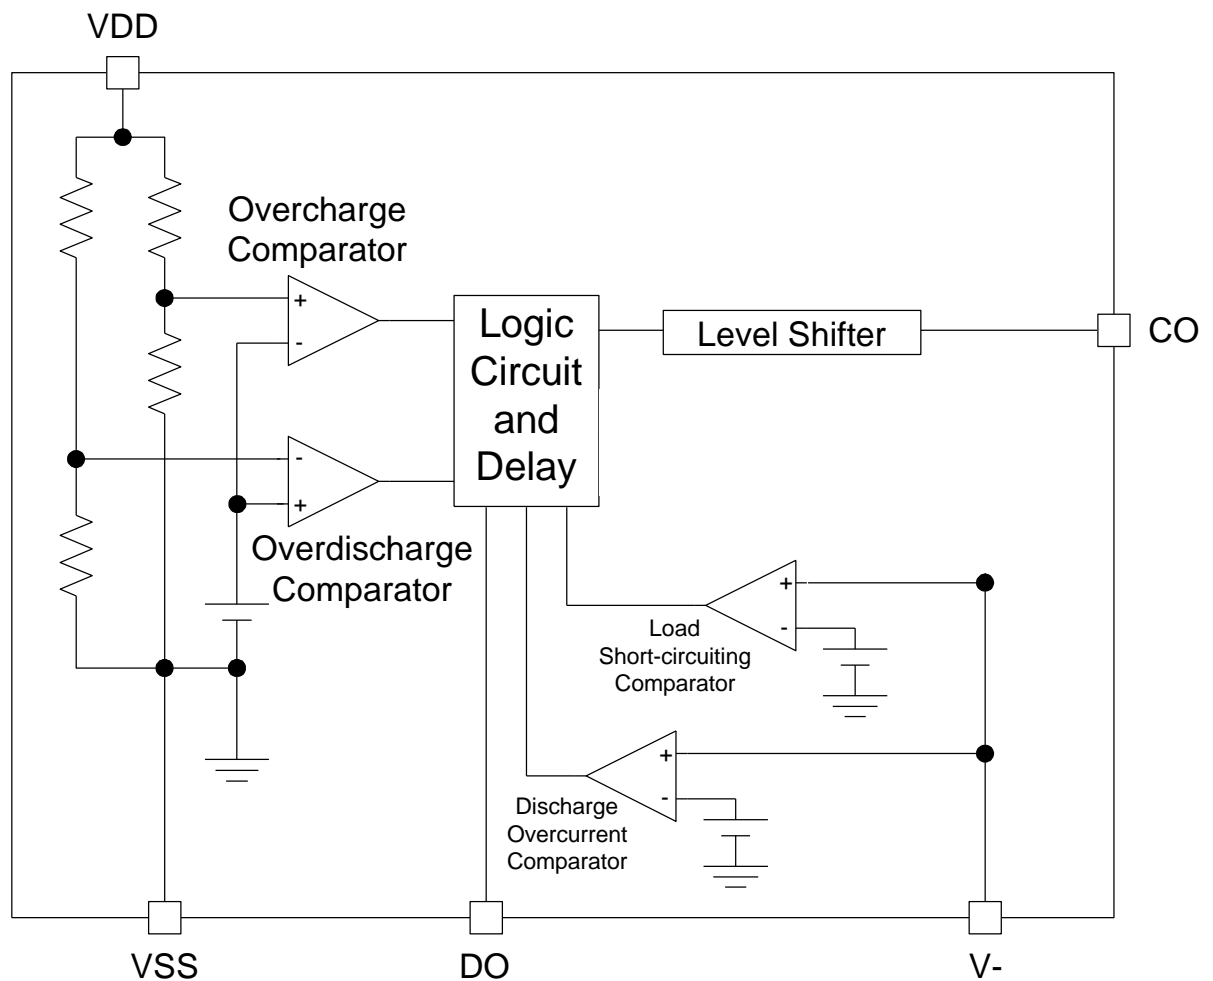 VDD
Overcharge
Comparator
+
-
Logic
Circuit
and
Delay
Level Shifter
CO
-
+
Overdischarge
Comparator
+
-
Load
Short-circuiting
Comparator
+
-
Discharge
Overcurrent
Comparator
VSS
DO
V-